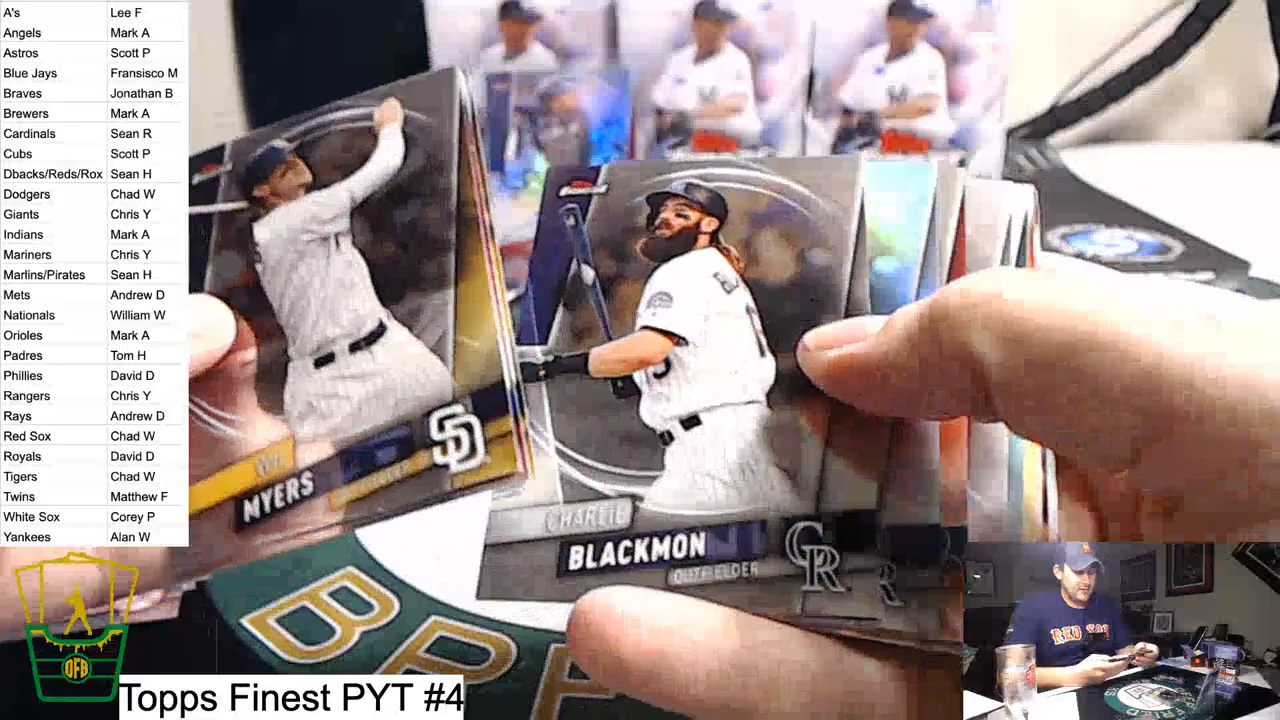 A's Lee F
Angels Mark A
Astros Scott P
Blue Jays Fransisco M
Braves Jonathan B
Brewers Mark A
Cardinals Sean R
Cubs Scott P
Dbacks/Reds/Rox Sean H
Dodgers Chad W
Giants Chris Y
Indians Mark A
Mariners Chris Y
Marlins/Pirates Sean H
Mets Andrew D
Nationals William W
Orioles Mark A
Padres Tom H
Phillies David D
Rangers Chris Y
Rays Andrew D
Red Sox Chad W
Royals David D
Tigers Chad W
Twins Matthew F
White Sox Corey P
Yankees Alan W
MYERS
SD
CHARLIE
BLACKMON
OUTFIELDER
CR
RED SOX
OFB
Topps Finest PYT #4